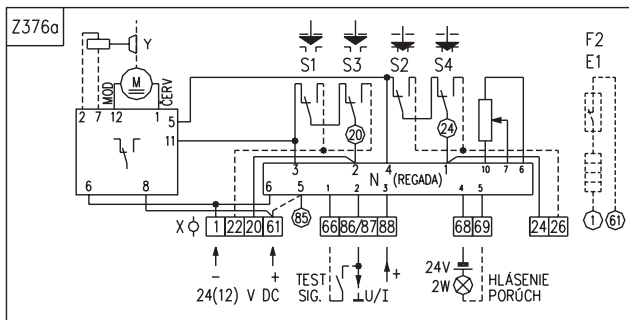 Z376a
Y
F2
E1
S1 S3 S2 S4
M
MOD ČERV
2 7 12 1
5
11
20 24
3 2 4 1 10 7 6
N (REGADA)
6 8
6 5 1 2 3 4 5
X 1 22 20 61 85 66 86/87 88 68 69 24 26 1 61
− +
24(12) V DC
TEST
SIG.
U/I
+
24V
2W
HLÁSENIE
PORÚCH